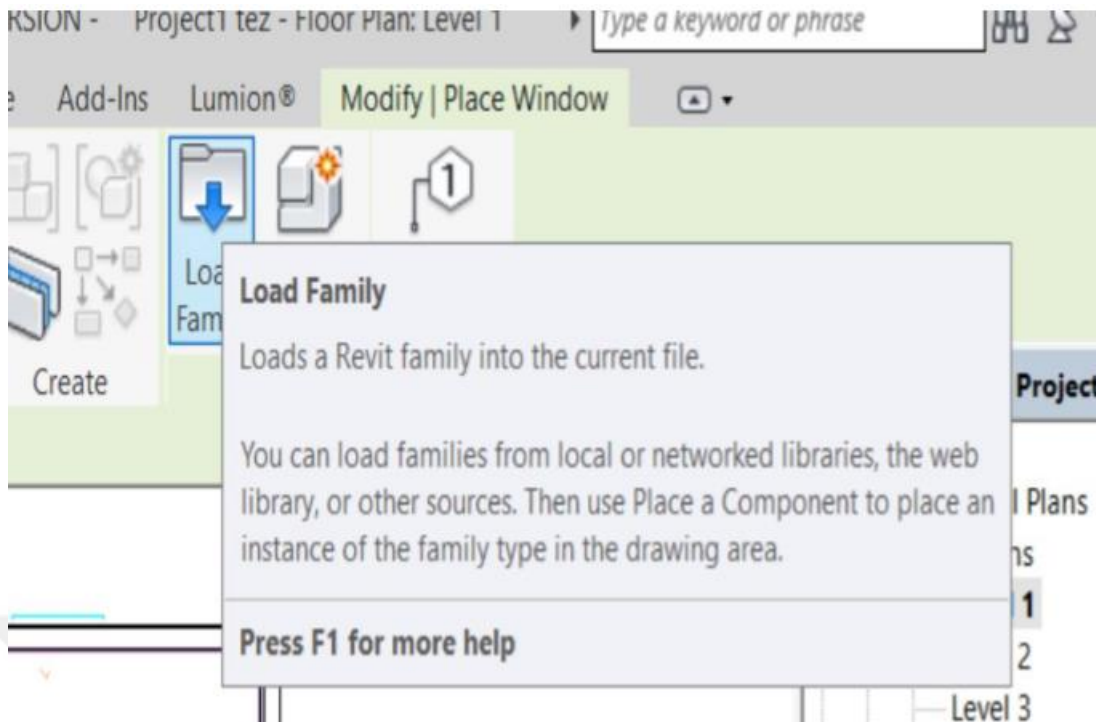 RSION - Project1 tez - Floor Plan: Level 1 Type a keyword or phrase
Add-Ins Lumion® Modify | Place Window
1
Loa
Fam
Create
Load Family
Loads a Revit family into the current file.
You can load families from local or networked libraries, the web
library, or other sources. Then use Place a Component to place an
instance of the family type in the drawing area.
Press F1 for more help
Project
l Plans
ns
1
2
Level 3